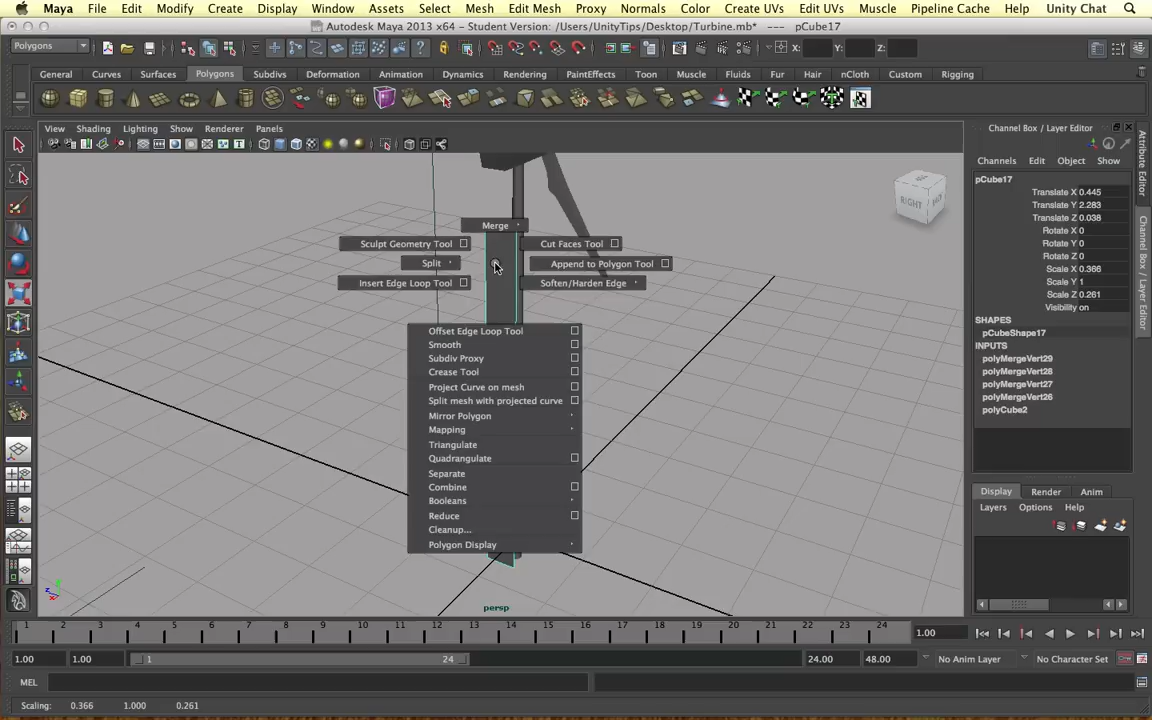 Maya File Edit Modify Create Display Window Assets Select Mesh Edit Mesh Proxy Normals Color Create UVs Edit UVs Muscle Pipeline Cache Help Unity Chat
Autodesk Maya 2013 x64 - Student Version: /Users/UnityTips/Desktop/Turbine.mb* --- pCube17
Polygons X: Y: Z:
General Curves Surfaces Polygons Subdivs Deformation Animation Dynamics Rendering PaintEffects Toon Muscle Fluids Fur Hair nCloth Custom Rigging
View Shading Lighting Show Renderer Panels
Channel Box / Layer Editor
Channels Edit Object Show
pCube17
Translate X 0.445
Translate Y 2.283
Translate Z 0.038
Rotate X 0
Rotate Y 0
Rotate Z 0
Scale X 0.366
Scale Y 1
Scale Z 0.261
Visibility on
SHAPES
pCubeShape17
INPUTS
polyMergeVert29
polyMergeVert28
polyMergeVert27
polyMergeVert26
polyCube2
Attribute Editor
Channel Box / Layer Editor
RIGHT
Merge
Sculpt Geometry Tool Cut Faces Tool
Split Append to Polygon Tool
Insert Edge Loop Tool Soften/Harden Edge
Offset Edge Loop Tool
Smooth
Subdiv Proxy
Crease Tool
Project Curve on mesh
Split mesh with projected curve
Mirror Polygon
Mapping
Triangulate
Quadrangulate
Separate
Combine
Booleans
Reduce
Cleanup...
Polygon Display
persp
Display Render Anim
Layers Options Help
1 2 3 4 5 6 7 8 9 10 11 12 13 14 15 16 17 18 19 20 21 22 23 24 1.00
1.00 1.00 1 24 24.00 48.00 No Anim Layer No Character Set
MEL
Scaling: 0.366 1.000 0.261